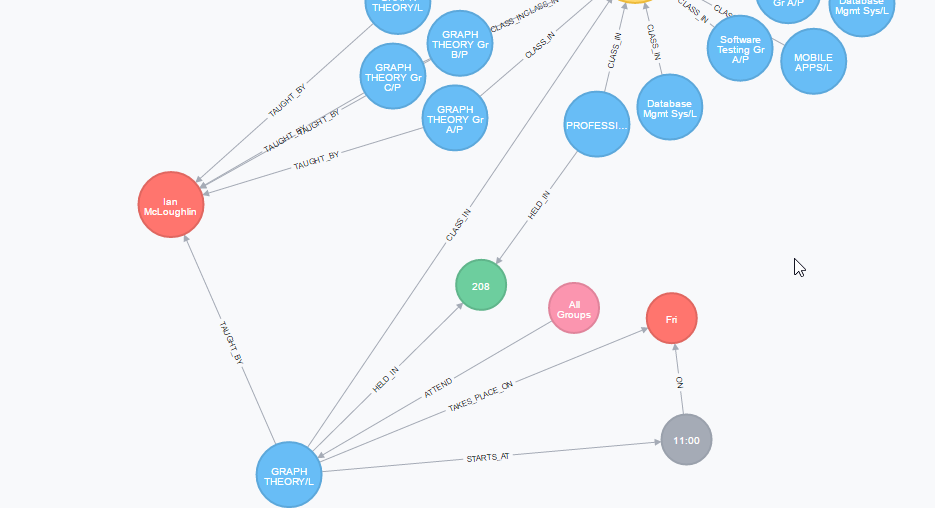 GRAPH
THEORY/L
CLASS_IN
CLASS_IN
CLASS_IN
Gr A/P
Database
Mgmt Sys/L
GRAPH
THEORY Gr
B/P
CLASS_IN
CLASS_IN
CLASS_IN
Software
Testing Gr
A/P
MOBILE
APPS/L
GRAPH
THEORY Gr
C/P
TAUGHT_BY
GRAPH
THEORY Gr
A/P
PROFESSI...
Database
Mgmt Sys/L
TAUGHT_BY
TAUGHT_BY
TAUGHT_BY
Ian
McLoughlin
CLASS_IN
HELD_IN
208
All
Groups
Fri
TAUGHT_BY
HELD_IN
ATTEND
TAKES_PLACE_ON
ON
11:00
STARTS_AT
GRAPH
THEORY/L